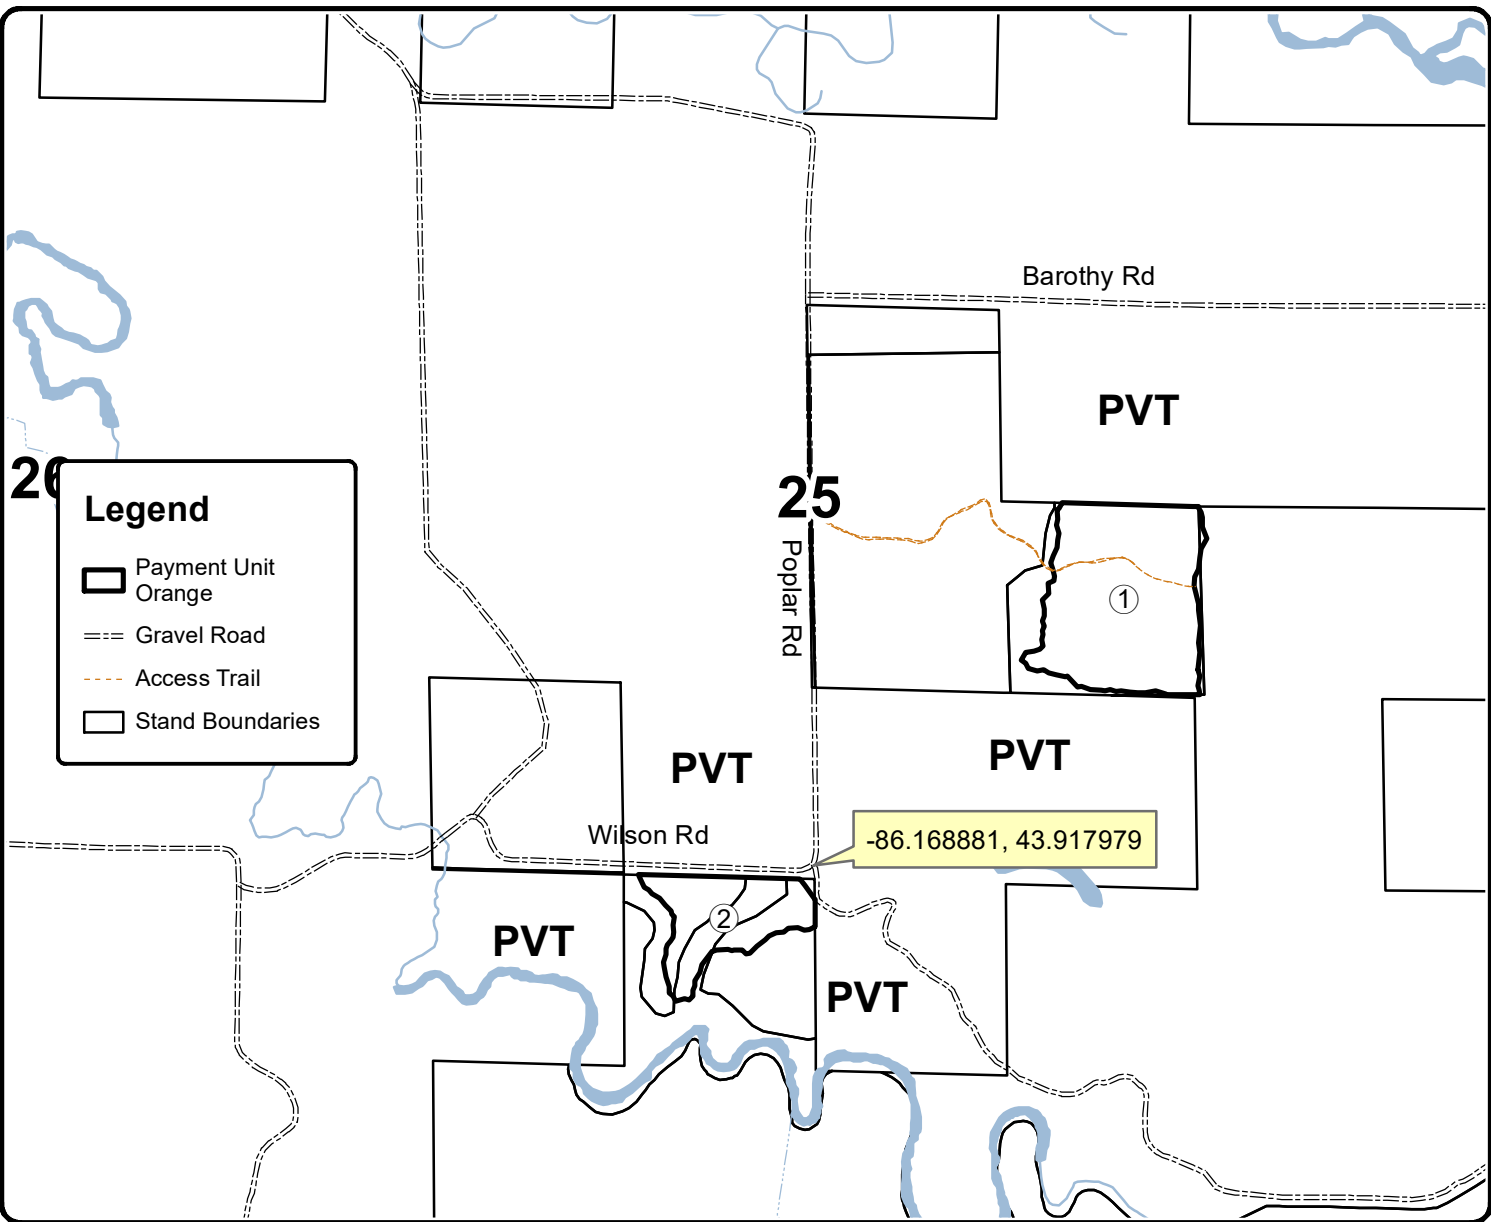 Barothy Rd
PVT
26
25
Legend
Payment Unit
Orange
Gravel Road
Access Trail
Stand Boundaries
Poplar Rd
1
PVT
PVT
Wilson Rd
-86.168881, 43.917979
2
PVT
PVT